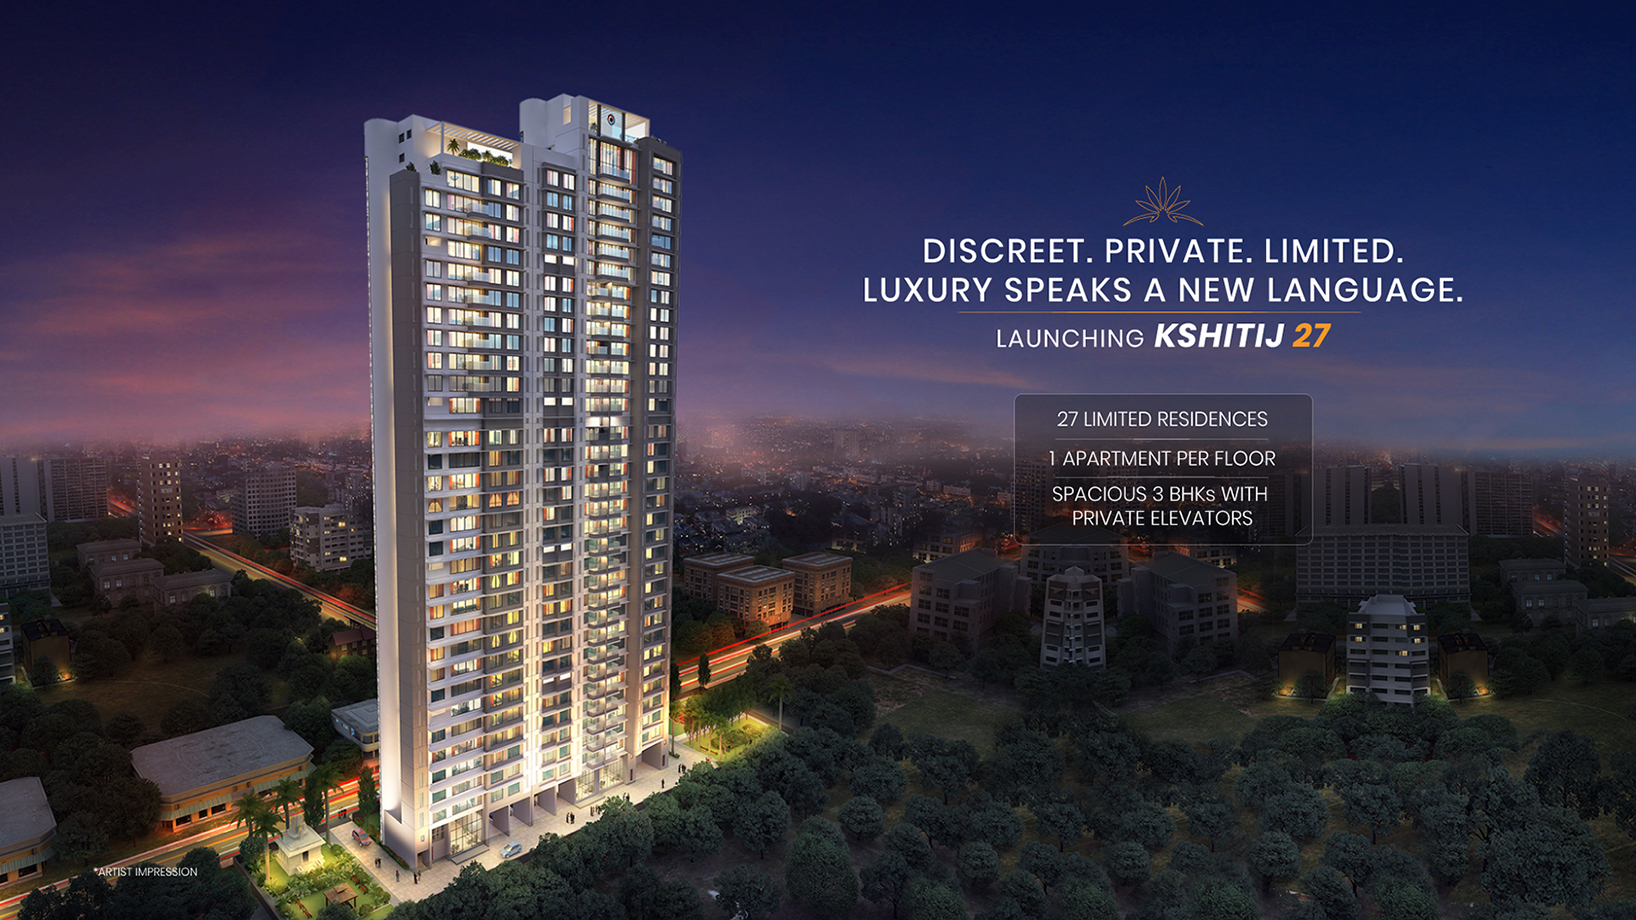 DISCREET. PRIVATE. LIMITED.
LUXURY SPEAKS A NEW LANGUAGE.
LAUNCHING KSHITIJ 27
27 LIMITED RESIDENCES
1 APARTMENT PER FLOOR
SPACIOUS 3 BHKs WITH
PRIVATE ELEVATORS
*ARTIST IMPRESSION